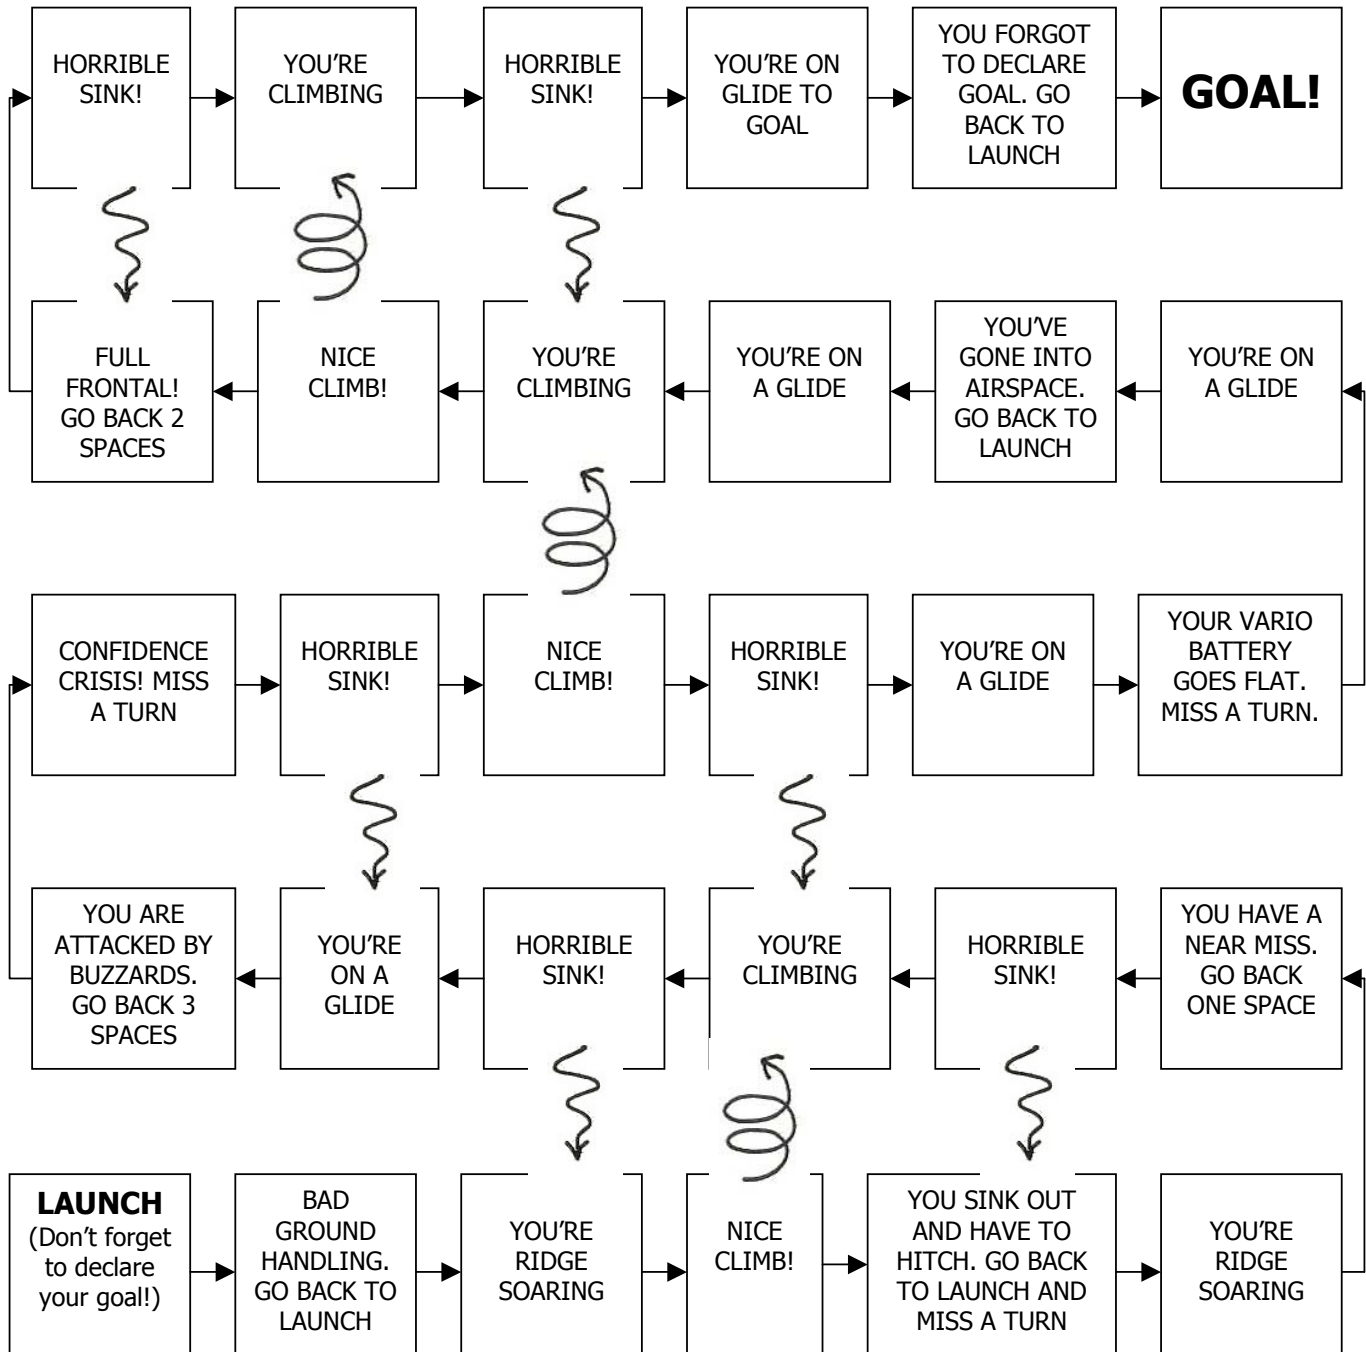 HORRIBLE
SINK!
YOU'RE
CLIMBING
HORRIBLE
SINK!
YOU'RE ON
GLIDE TO
GOAL
YOU FORGOT
TO DECLARE
GOAL. GO
BACK TO
LAUNCH
GOAL!
FULL
FRONTAL!
GO BACK 2
SPACES
NICE
CLIMB!
YOU'RE
CLIMBING
YOU'RE ON
A GLIDE
YOU'VE
GONE INTO
AIRSPACE.
GO BACK TO
LAUNCH
YOU'RE ON
A GLIDE
CONFIDENCE
CRISIS! MISS
A TURN
HORRIBLE
SINK!
NICE
CLIMB!
HORRIBLE
SINK!
YOU'RE ON
A GLIDE
YOUR VARIO
BATTERY
GOES FLAT.
MISS A TURN.
YOU ARE
ATTACKED BY
BUZZARDS.
GO BACK 3
SPACES
YOU'RE
ON A
GLIDE
HORRIBLE
SINK!
YOU'RE
CLIMBING
HORRIBLE
SINK!
YOU HAVE A
NEAR MISS.
GO BACK
ONE SPACE
LAUNCH
(Don't forget
to declare
your goal!)
BAD
GROUND
HANDLING.
GO BACK TO
LAUNCH
YOU'RE
RIDGE
SOARING
NICE
CLIMB!
YOU SINK OUT
AND HAVE TO
HITCH. GO BACK
TO LAUNCH AND
MISS A TURN
YOU'RE
RIDGE
SOARING